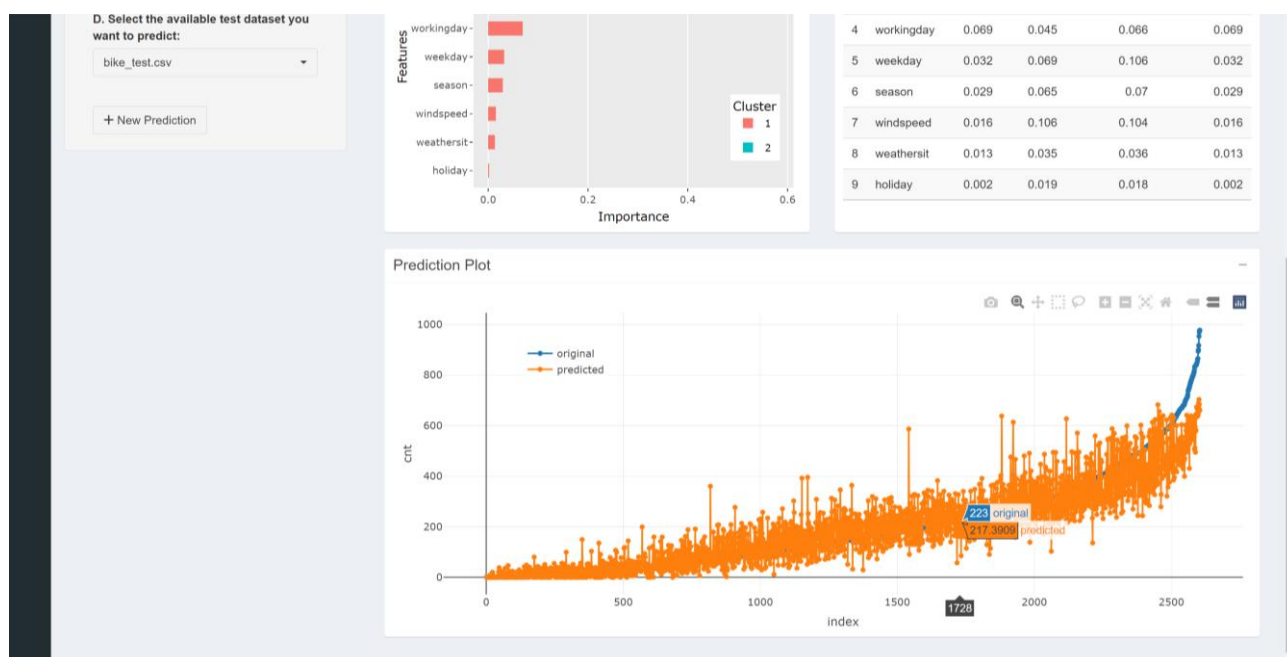 D. Select the available test dataset you
want to predict:
bike_test.csv
+ New Prediction
Features
workingday
weekday
season
windspeed
weathersit
holiday
0.0 0.2 0.4 0.6
Importance
Cluster
1
2
4 workingday 0.069 0.045 0.066 0.069
5 weekday 0.032 0.069 0.106 0.032
6 season 0.029 0.065 0.07 0.029
7 windspeed 0.016 0.106 0.104 0.016
8 weathersit 0.013 0.035 0.036 0.013
9 holiday 0.002 0.019 0.018 0.002
Prediction Plot
1000
800
600
400
200
0
cnt
original
predicted
223 original
217.3909 predicted
0 500 1000 1500 2000 2500
1728
index